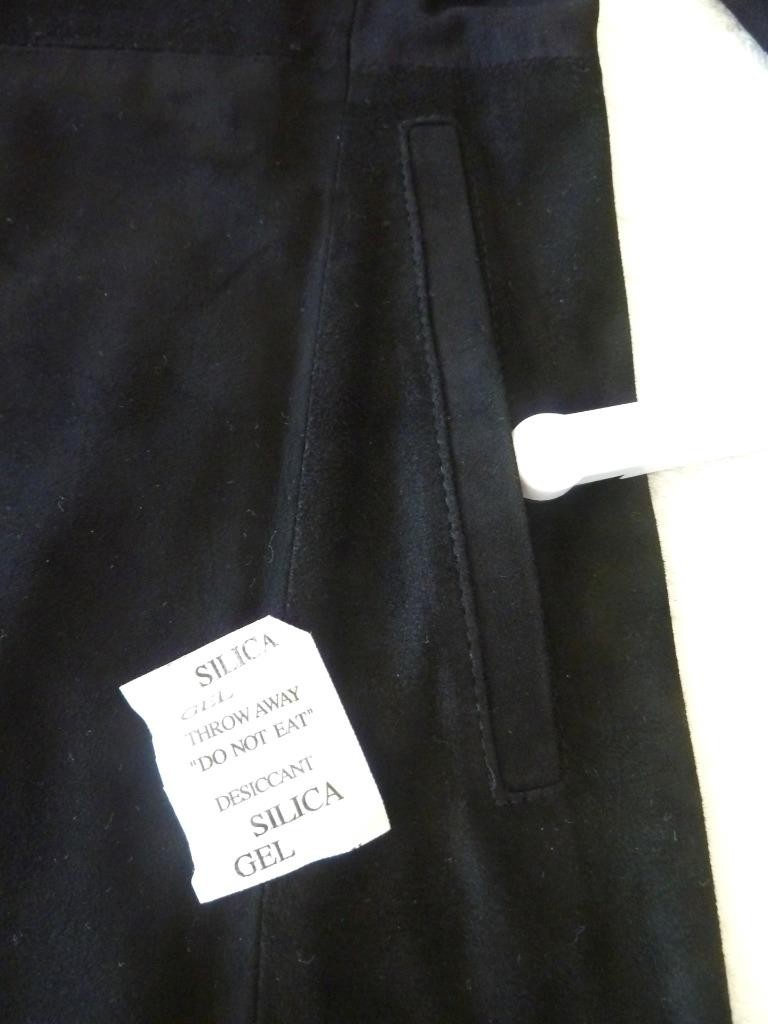 SILICA
GEL
THROW AWAY
"DO NOT EAT"
DESICCANT
SILICA
GEL